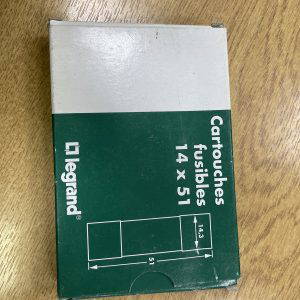 Cartouches
fusibles
14 x 51
legrand®
14,3
51